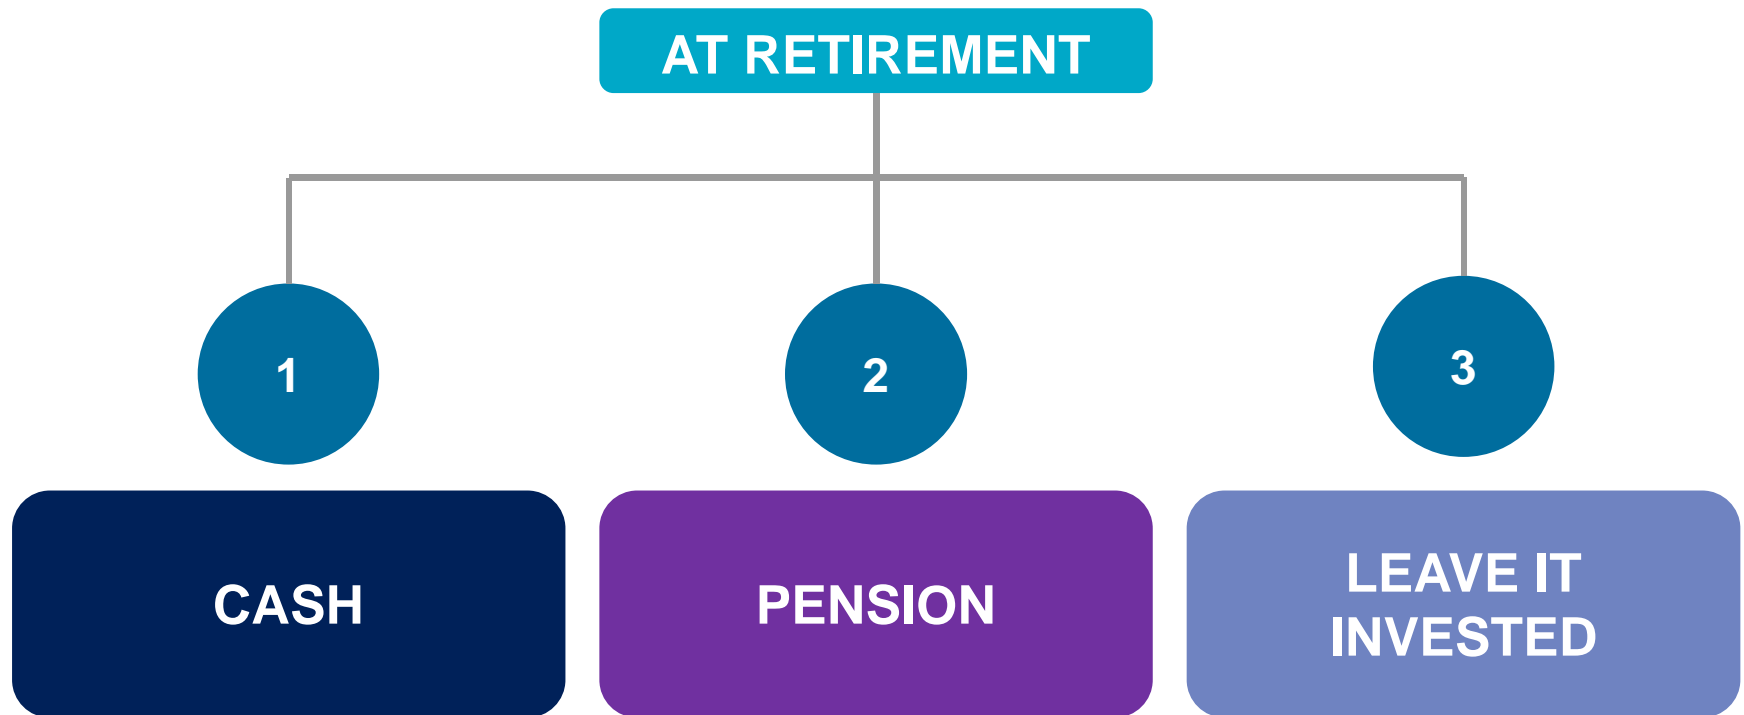 AT RETIREMENT
1
2
3
CASH
PENSION
LEAVE IT
INVESTED